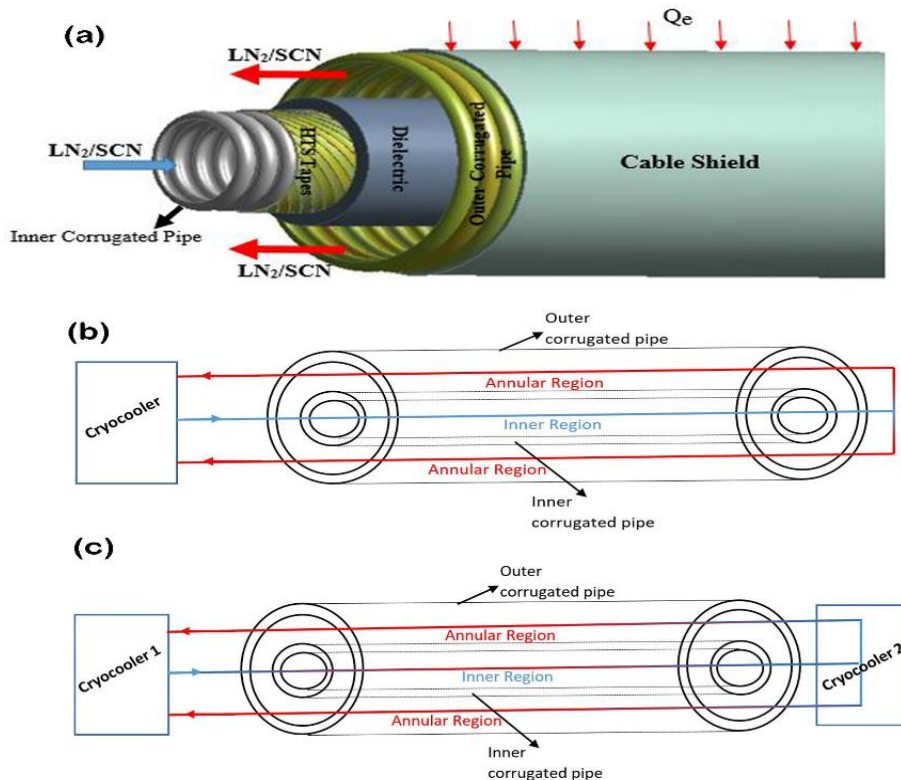 (a)
Qe
LN2/SCN
LN2/SCN
HTS Tapes
Dielectric
Outer Corrugated
Pipe
Cable Shield
Inner Corrugated Pipe
LN2/SCN
(b)
Outer
corrugated pipe
Cryocooler
Annular Region
Inner Region
Annular Region
Inner
corrugated pipe
(c)
Outer
corrugated pipe
Cryocooler 1
Annular Region
Cryocooler 2
Inner Region
Annular Region
Inner
corrugated pipe